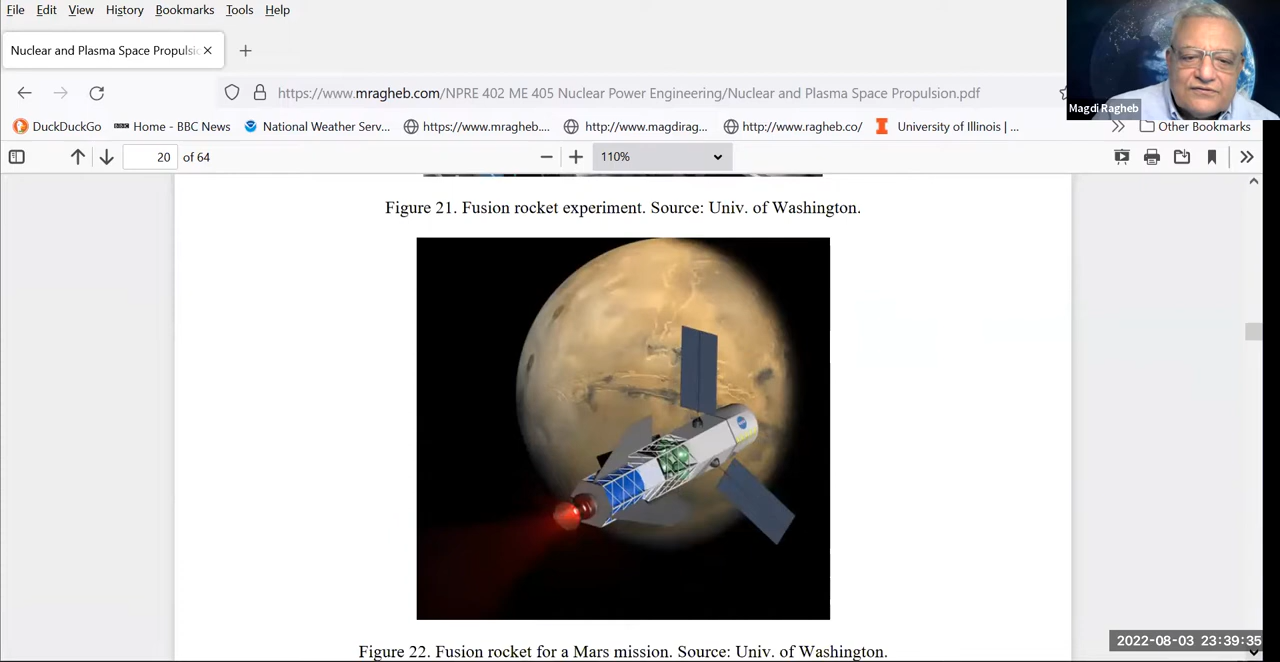 File Edit View History Bookmarks Tools Help
Nuclear and Plasma Space Propulsi
https://www.mragheb.com/NPRE 402 ME 405 Nuclear Power Engineering/Nuclear and Plasma Space Propulsion.pdf
Magdi Ragheb
DuckDuckGo Home - BBC News National Weather Serv... https://www.mragheb.... http://www.magdirag... http://www.ragheb.co/ University of Illinois | ... Other Bookmarks
20 of 64 110%
Figure 21. Fusion rocket experiment. Source: Univ. of Washington.
Figure 22. Fusion rocket for a Mars mission. Source: Univ. of Washington.
2022-08-03 23:39:35